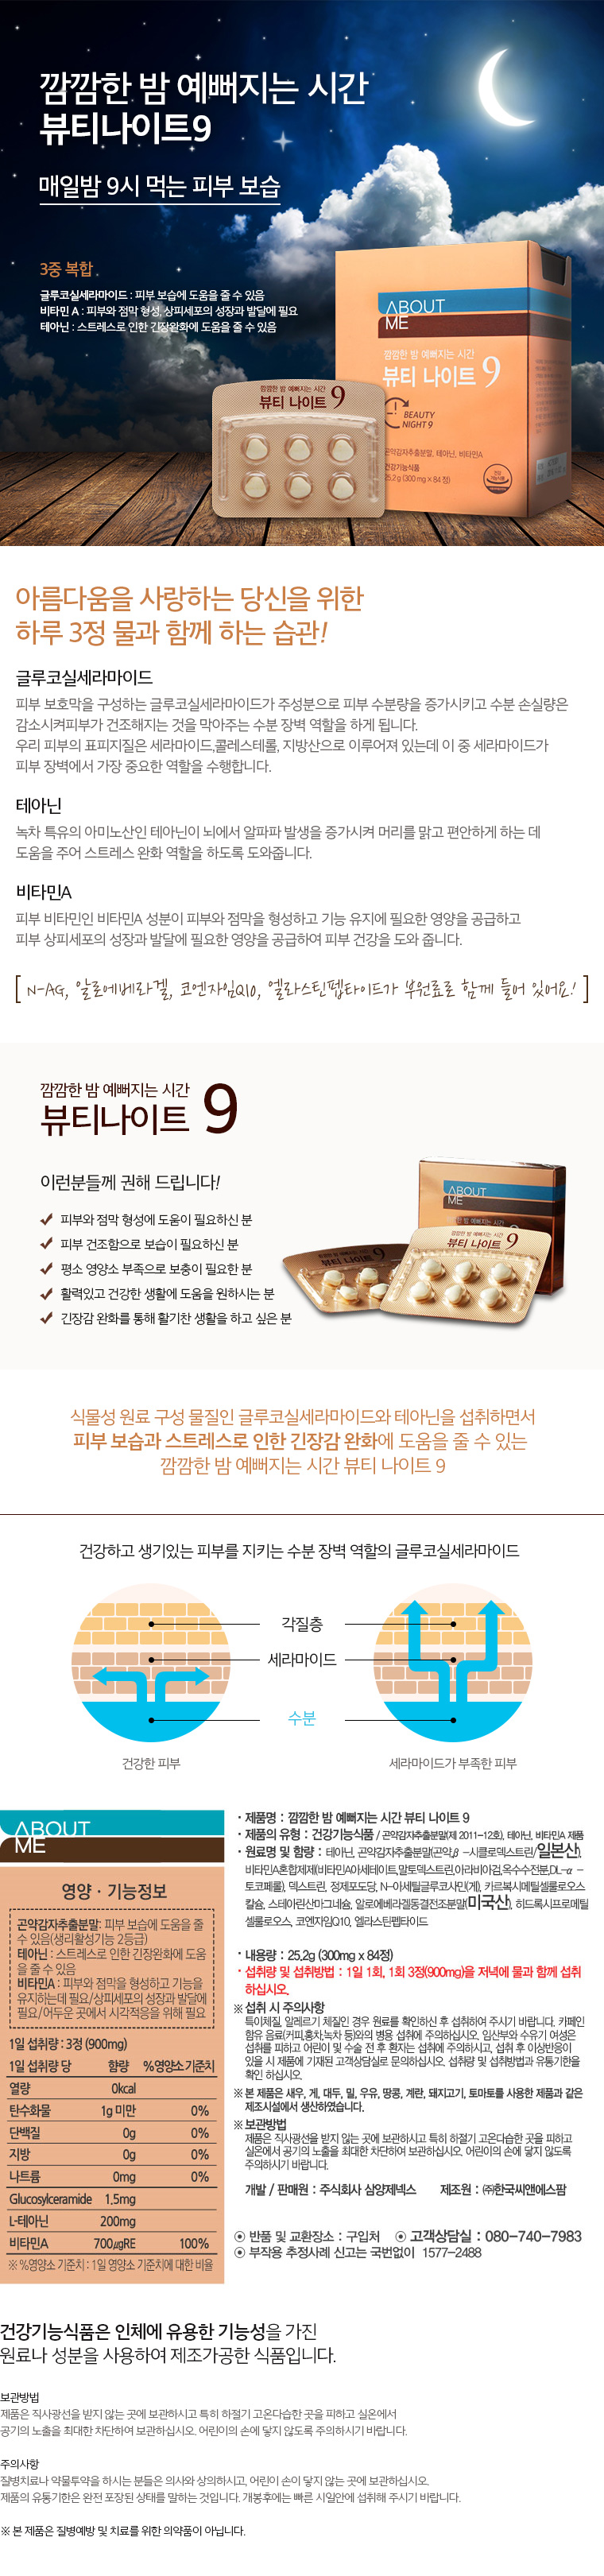 깜깜한 밤 예뻐지는 시간
뷰티나이트9
매일밤 9시 먹는 피부 보습
3중 복합
글루코실세라마이드 : 피부 보습에 도움을 줄 수 있음
비타민 A : 피부와 점막 형성, 상피세포의 성장과 발달에 필요
테아닌 : 스트레스로 인한 긴장완화에 도움을 줄 수 있음
ABOUT
ME
깜깜한 밤 예뻐지는 시간
뷰티 나이트 9
BEAUTY
NIGHT 9
곤약감자추출분말, 테아닌, 비타민A
건강기능식품
25.2 g (300 mg x 84 정)
깜깜한 밤 예뻐지는 시간
뷰티 나이트 9
아름다움을 사랑하는 당신을 위한
하루 3정 물과 함께 하는 습관!
글루코실세라마이드
피부 보호막을 구성하는 글루코실세라마이드가 주성분으로 피부 수분량을 증가시키고 수분 손실량은
감소시켜피부가 건조해지는 것을 막아주는 수분 장벽 역할을 하게 됩니다.
우리 피부의 표피지질은 세라마이드,콜레스테롤, 지방산으로 이루어져 있는데 이 중 세라마이드가
피부 장벽에서 가장 중요한 역할을 수행합니다.
테아닌
녹차 특유의 아미노산인 테아닌이 뇌에서 알파파 발생을 증가시켜 머리를 맑고 편안하게 하는 데
도움을 주어 스트레스 완화 역할을 하도록 도와줍니다.
비타민A
피부 비타민인 비타민A 성분이 피부와 점막을 형성하고 기능 유지에 필요한 영양을 공급하고
피부 상피세포의 성장과 발달에 필요한 영양을 공급하여 피부 건강을 도와 줍니다.
[ N-AG, 알로에베라겔, 코엔자임Q10, 엘라스틴펩타이드가 부원료로 함께 들어 있어요! ]
깜깜한 밤 예뻐지는 시간
뷰티나이트 9
이런분들께 권해 드립니다!
피부와 점막 형성에 도움이 필요하신 분
피부 건조함으로 보습이 필요하신 분
평소 영양소 부족으로 보충이 필요한 분
활력있고 건강한 생활에 도움을 원하시는 분
긴장감 완화를 통해 활기찬 생활을 하고 싶은 분
ABOUT
ME
뷰티 나이트 9
깜깜한 밤 예뻐지는 시간
뷰티 나이트 9
식물성 원료 구성 물질인 글루코실세라마이드와 테아닌을 섭취하면서
피부 보습과 스트레스로 인한 긴장감 완화에 도움을 줄 수 있는
깜깜한 밤 예뻐지는 시간 뷰티 나이트 9
건강하고 생기있는 피부를 지키는 수분 장벽 역할의 글루코실세라마이드
각질층
세라마이드
수분
건강한 피부
세라마이드가 부족한 피부
ABOUT
ME
영양 · 기능정보
곤약감자추출분말: 피부 보습에 도움을 줄
수 있음(생리활성기능 2등급)
테아닌 : 스트레스로 인한 긴장완화에 도움
을 줄 수 있음
비타민A : 피부와 점막을 형성하고 기능을
유지하는데 필요/상피세포의 성장과 발달에
필요/어두운 곳에서 시각적응을 위해 필요
1일 섭취량 : 3정 (900mg)
1일 섭취량 당 함량 %영양소 기준치
열량 0kcal
탄수화물 1g 미만 0%
단백질 0g 0%
지방 0g 0%
나트륨 0mg 0%
Glucosylceramide 1.5mg
L-테아닌 200mg
비타민A 700㎍RE 100%
※ %영양소 기준치 : 1일 영양소 기준치에 대한 비율
· 제품명 : 깜깜한 밤 예뻐지는 시간 뷰티 나이트 9
· 제품의 유형 : 건강기능식품 / 곤약감자추출분말(제 2011-12호), 테아닌, 비타민A 제품
· 원료명 및 함량 : 테아닌, 곤약감자추출분말(곤약,β -시클로덱스트린/일본산),
비타민A혼합제제(비타민A아세테이트,말토덱스트린,아라비아검,옥수수전분,DL-α -
토코페롤), 덱스트린, 정제포도당, N-아세틸글루코사민(게), 카르복시메틸셀룰로오스
칼슘, 스테아린산마그네슘, 알로에베라겔동결건조분말(미국산), 히드록시프로메틸
셀룰로오스, 코엔자임Q10, 엘라스틴펩타이드
· 내용량 : 25.2g (300mg x 84정)
· 섭취량 및 섭취방법 : 1일 1회, 1회 3정(900mg)을 저녁에 물과 함께 섭취
하십시오.
※ 섭취 시 주의사항
특이체질, 알레르기 체질인 경우 원료를 확인하신 후 섭취하여 주시기 바랍니다. 카페인
함유 음료(커피,홍차,녹차 등)와의 병용 섭취에 주의하십시오. 임산부와 수유기 여성은
섭취를 피하고 어린이 및 수술 전 후 환자는 섭취에 주의하시고, 섭취 후 이상반응이
있을 시 제품에 기재된 고객상담실로 문의하십시오. 섭취량 및 섭취방법과 유통기한을
확인 하십시오.
※ 본 제품은 새우, 게, 대두, 밀, 우유, 땅콩, 계란, 돼지고기, 토마토를 사용한 제품과 같은
제조시설에서 생산하였습니다.
※ 보관방법
제품은 직사광선을 받지 않는 곳에 보관하시고 특히 하절기 고온다습한 곳을 피하고
실온에서 공기의 노출을 최대한 차단하여 보관하십시오. 어린이의 손에 닿지 않도록
주의하시기 바랍니다.
개발 / 판매원 : 주식회사 삼양제넥스 제조원 : ㈜한국씨앤에스팜
⊙ 반품 및 교환장소 : 구입처 ⊙ 고객상담실 : 080-740-7983
⊙ 부작용 추정사례 신고는 국번없이 1577-2488
건강기능식품은 인체에 유용한 기능성을 가진
원료나 성분을 사용하여 제조가공한 식품입니다.
보관방법
제품은 직사광선을 받지 않는 곳에 보관하시고 특히 하절기 고온다습한 곳을 피하고 실온에서
공기의 노출을 최대한 차단하여 보관하십시오. 어린이의 손에 닿지 않도록 주의하시기 바랍니다.
주의사항
질병치료나 약물투약을 하시는 분들은 의사와 상의하시고, 어린이 손이 닿지 않는 곳에 보관하십시오.
제품의 유통기한은 완전 포장된 상태를 말하는 것입니다. 개봉후에는 빠른 시일안에 섭취해 주시기 바랍니다.
※ 본 제품은 질병예방 및 치료를 위한 의약품이 아닙니다.